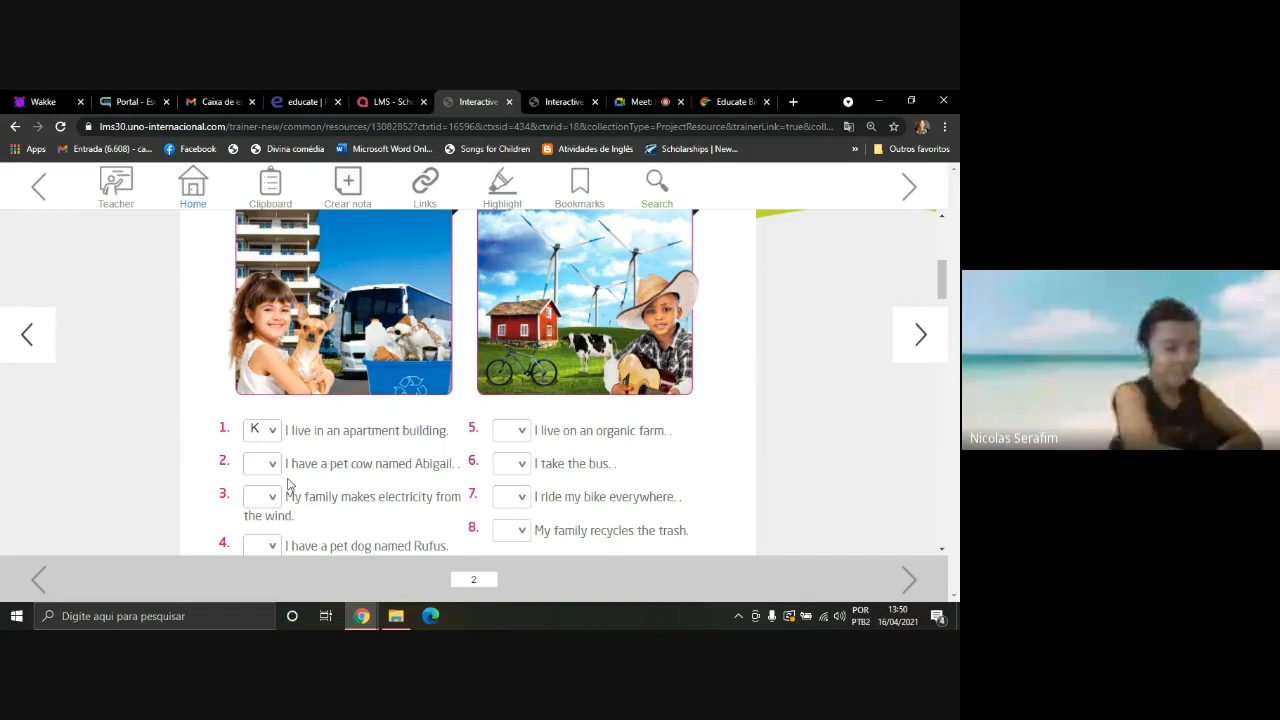 Wakke
Portal - Es
Caixa de e
educate |
LMS - Sch
Interactive
Interactive
Meet:
Educate B
lms30.uno-internacional.com/trainer-new/common/resources/13082852?ctxtid=16596&ctxsid=434&ctxrid=18&collectionType=ProjectResource&trainerLink=true&coll...
Apps
Entrada (6.608) - ca...
Facebook
Divina comédia
Microsoft Word Onl...
Songs for Children
Atividades de Inglês
Scholarships | New...
Outros favoritos
Teacher
Home
Clipboard
Crear nota
Links
Highlight
Bookmarks
Search
1. K I live in an apartment building.
2. I have a pet cow named Abigail. .
3. My family makes electricity from
the wind.
4. I have a pet dog named Rufus.
5. I live on an organic farm. .
6. I take the bus. .
7. I ride my bike everywhere. .
8. My family recycles the trash.
Nicolas Serafim
2
Digite aqui para pesquisar
POR
PTB2
13:50
16/04/2021
4